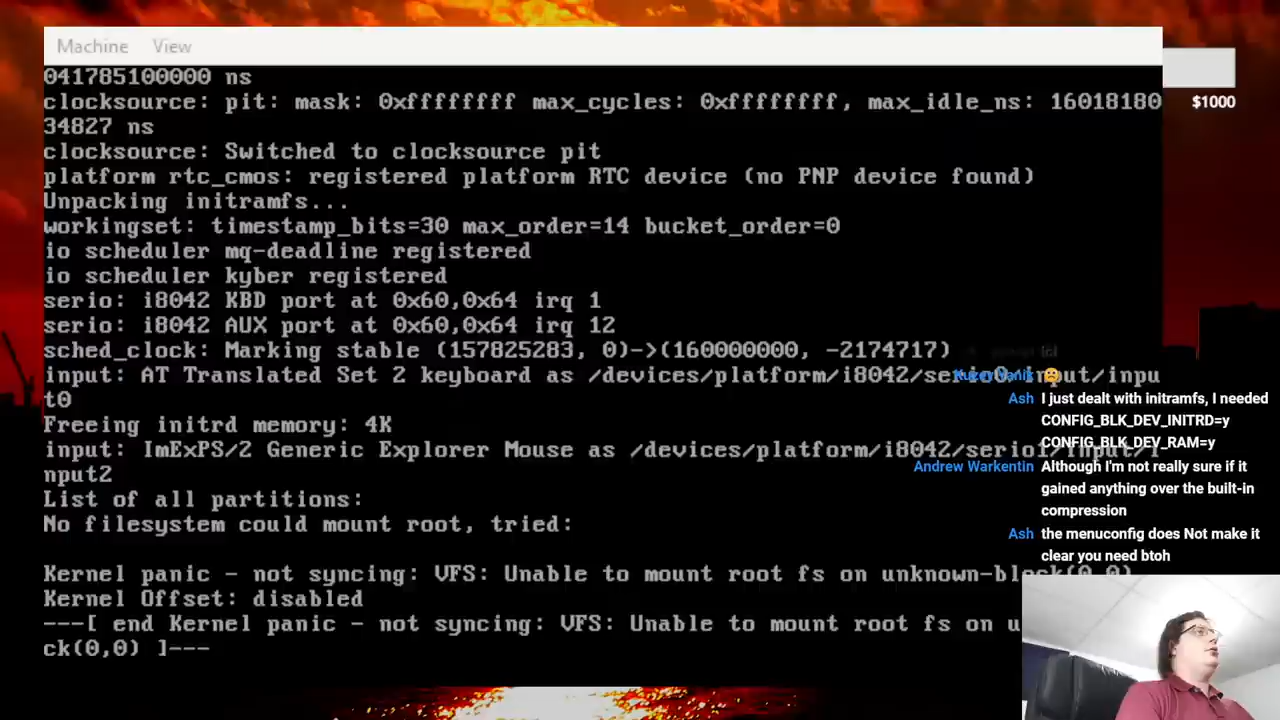 Machine View
041785100000 ns
$1000
clocksource: pit: mask: 0xffffffff max_cycles: 0xffffffff, max_idle_ns: 16018180
34827 ns
clocksource: Switched to clocksource pit
platform rtc_cmos: registered platform RTC device (no PNP device found)
Unpacking initramfs...
workingset: timestamp_bits=30 max_order=14 bucket_order=0
io scheduler mq-deadline registered
io scheduler kyber registered
serio: i8042 KBD port at 0x60,0x64 irq 1
serio: i8042 AUX port at 0x60,0x64 irq 12
sched_clock: Marking stable (157825283, 0)->(160000000, -2174717)
input: AT Translated Set 2 keyboard as /devices/platform/i8042/serio0/input/inpu
t0
Freeing initrd memory: 4K
input: ImExPS/2 Generic Explorer Mouse as /devices/platform/i8042/serio1/input/i
nput2
List of all partitions:
No filesystem could mount root, tried:
Kernel panic - not syncing: VFS: Unable to mount root fs on unknown-block(0,0)
Kernel Offset: disabled
---[ end Kernel panic - not syncing: VFS: Unable to mount root fs on u
ck(0,0) ]---
Ash I just dealt with initramfs, I needed
CONFIG_BLK_DEV_INITRD=y
CONFIG_BLK_DEV_RAM=y
Andrew Warkentin Although I'm not really sure if it
gained anything over the built-in
compression
Ash the menuconfig does Not make it
clear you need btoh